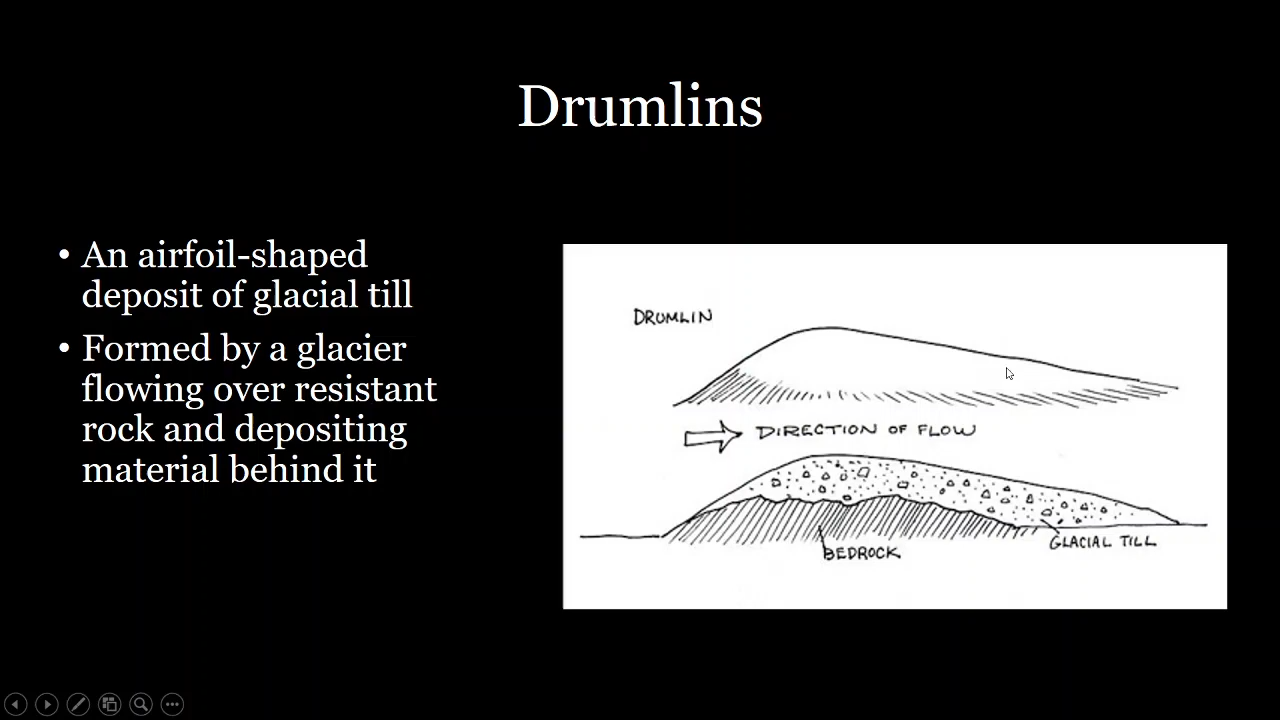 Drumlins
• An airfoil-shaped
deposit of glacial till
• Formed by a glacier
flowing over resistant
rock and depositing
material behind it
DRUMLIN
DIRECTION OF FLOW
BEDROCK
GLACIAL TILL